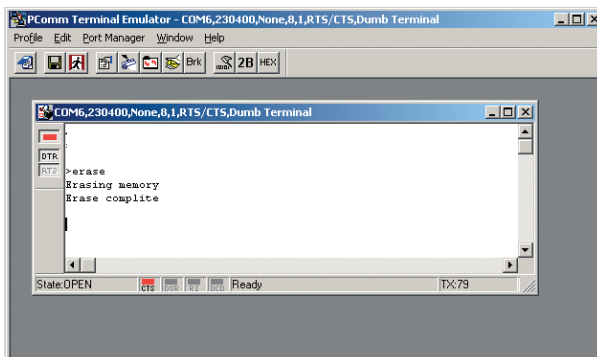 PComm Terminal Emulator - COM6,230400,None,8,1,RTS/CTS,Dumb Terminal
Profile Edit Port Manager Window Help
Brk 2B HEX
COM6,230400,None,8,1,RTS/CTS,Dumb Terminal
DTR
RTS
>erase
Erasing memory
Erase complite
State:OPEN CTS DSR RI DCD Ready TX:79